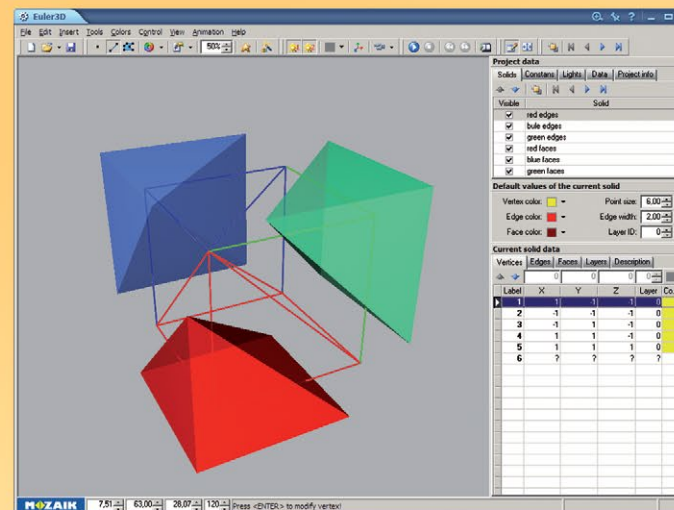 Euler3D
File Edit Insert Tools Colors Control View Animation Help
50%
Project data
Solids Constans Lights Data Project info
Visible Solid
red edges
bule edges
green edges
red faces
blue faces
green faces
Default values of the current solid
Vertex color: Point size: 6,00
Edge color: Edge width: 2,00
Face color: Layer ID: 0
Current solid data
Vertices Edges Faces Layers Description
0 0 0 0
Label X Y Z Layer Co.
1 1 -1 -1 0
2 -1 -1 -1 0
3 -1 1 -1 0
4 1 1 -1 0
5 1 1 1 0
6 ? ? ? ?
MOZAIK 7,51 63,00 28,07 120 Press <ENTER> to modify vertex!